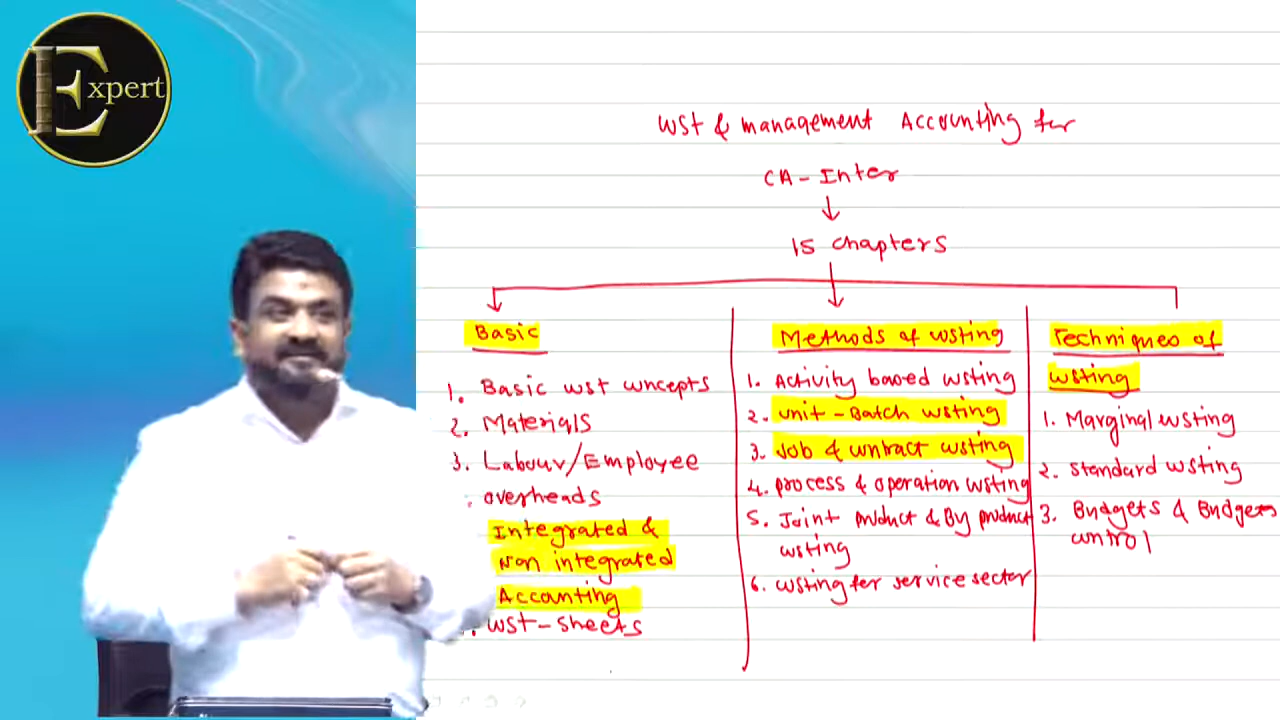 Expert
Cost & management Accounting for
CA - Inter
15 chapters
Basic
1. Basic cost concepts
2. Materials
3. Labour/Employee
overheads
Integrated &
Non integrated
Accounting
cost-sheets
Methods of costing
1. Activity based costing
2. Unit-Batch costing
3. Job & contract costing
4. process & operation costing
5. Joint product & By product
costing
6. costing for service sector
Techniques of
costing
1. Marginal costing
2. Standard costing
3. Budgets & Budgets
control